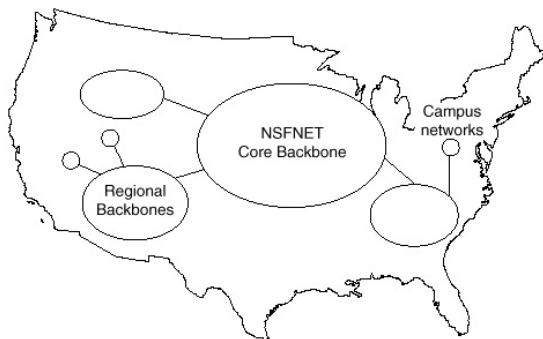 Campus
networks
NSFNET
Core Backbone
Regional
Backbones